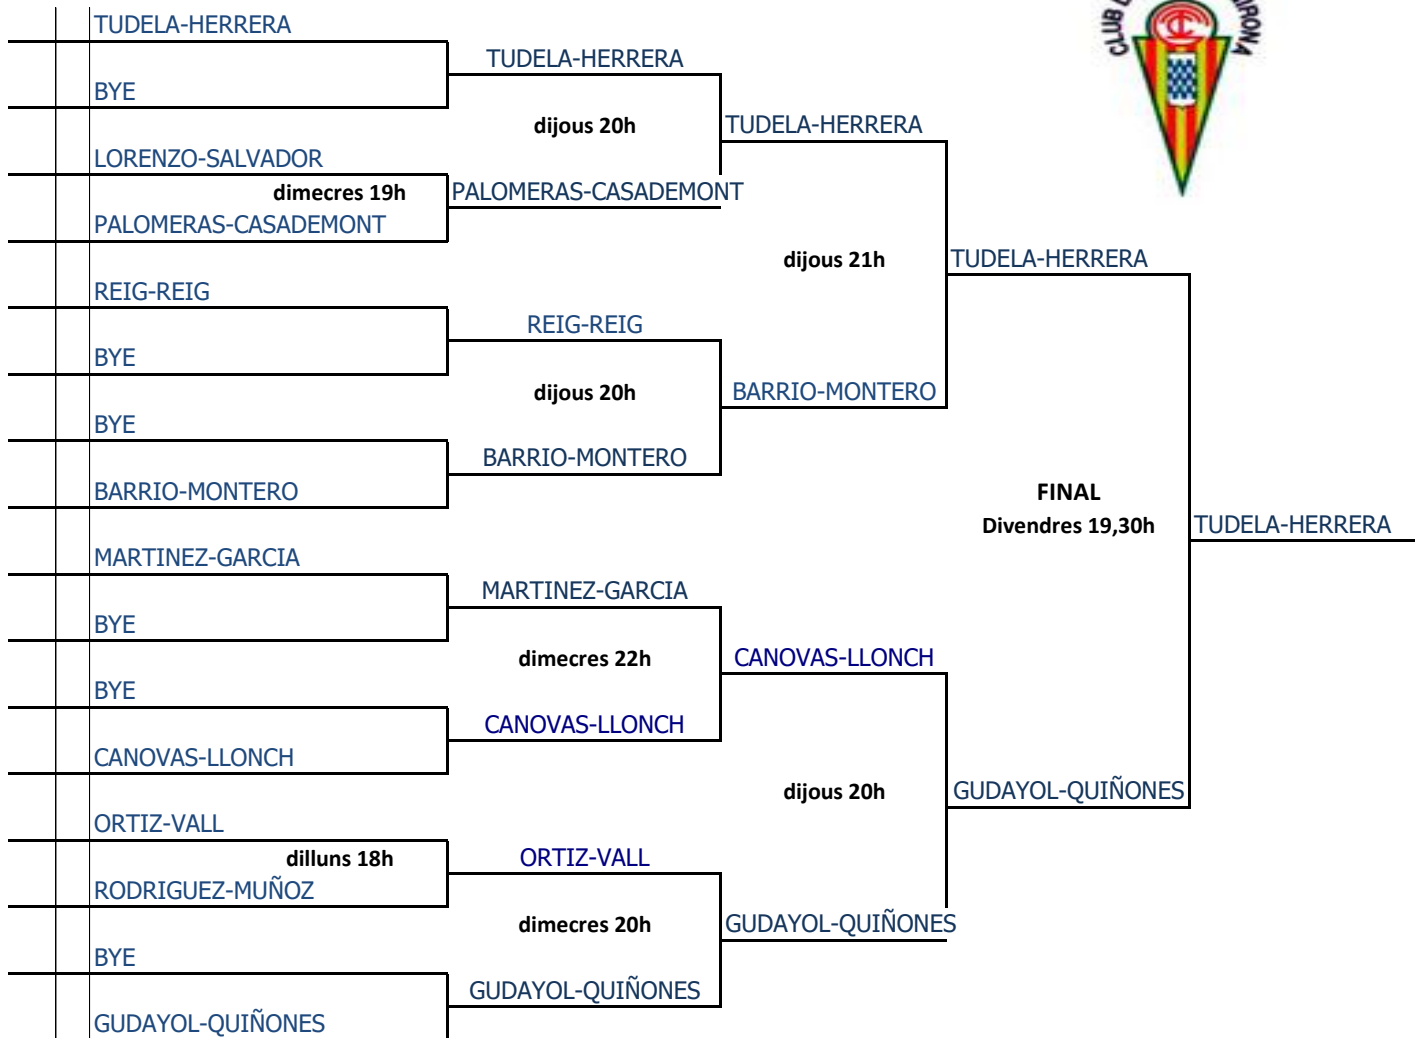 TUDELA-HERRERA
BYE
LORENZO-SALVADOR
dimecres 19h
PALOMERAS-CASADEMONT
REIG-REIG
BYE
BYE
BARRIO-MONTERO
MARTINEZ-GARCIA
BYE
BYE
CANOVAS-LLONCH
ORTIZ-VALL
dilluns 18h
RODRIGUEZ-MUÑOZ
BYE
GUDAYOL-QUIÑONES
TUDELA-HERRERA
dijous 20h
PALOMERAS-CASADEMONT
REIG-REIG
dijous 20h
BARRIO-MONTERO
MARTINEZ-GARCIA
dimecres 22h
CANOVAS-LLONCH
ORTIZ-VALL
dimecres 20h
GUDAYOL-QUIÑONES
TUDELA-HERRERA
dijous 21h
BARRIO-MONTERO
CANOVAS-LLONCH
dijous 20h
GUDAYOL-QUIÑONES
TUDELA-HERRERA
FINAL
Divendres 19,30h
GUDAYOL-QUIÑONES
TUDELA-HERRERA
CLUB